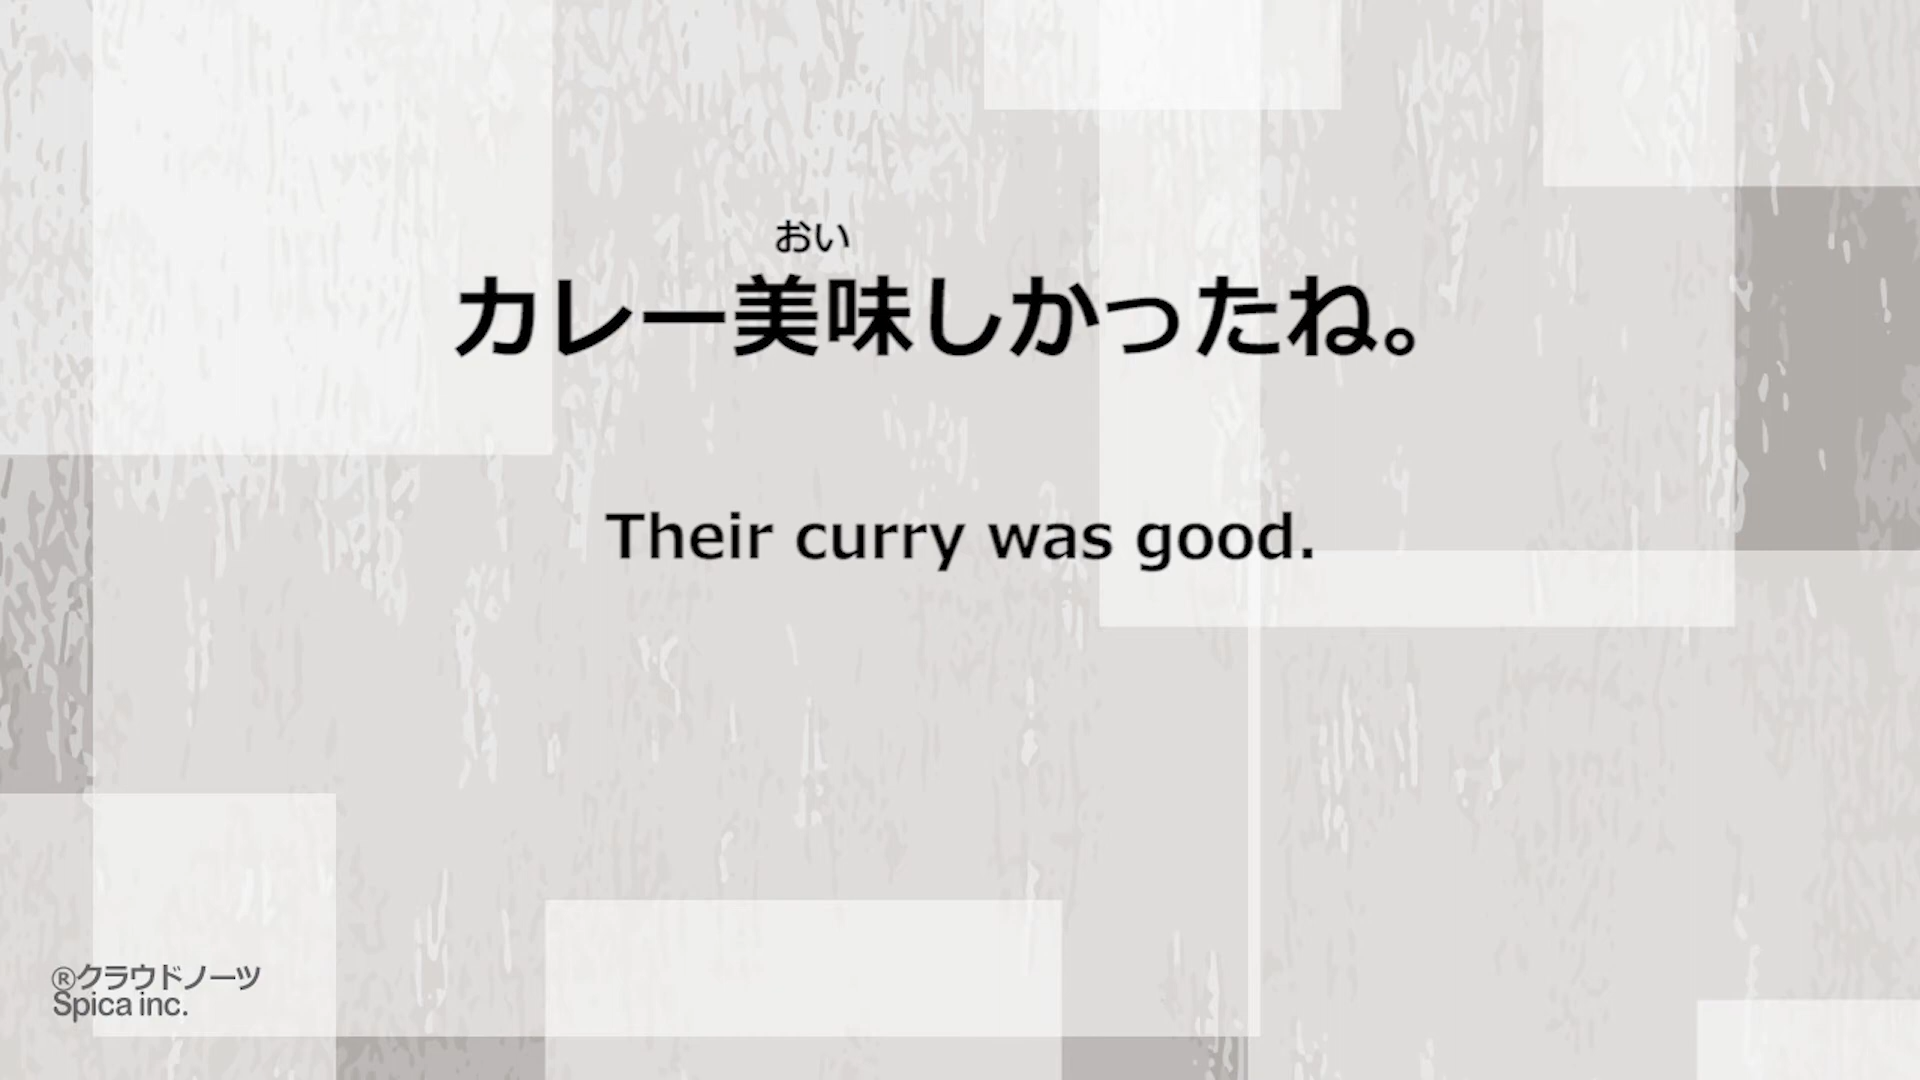 おい
カレー美味しかったね。
Their curry was good.
®クラウドノーツ
Spica inc.